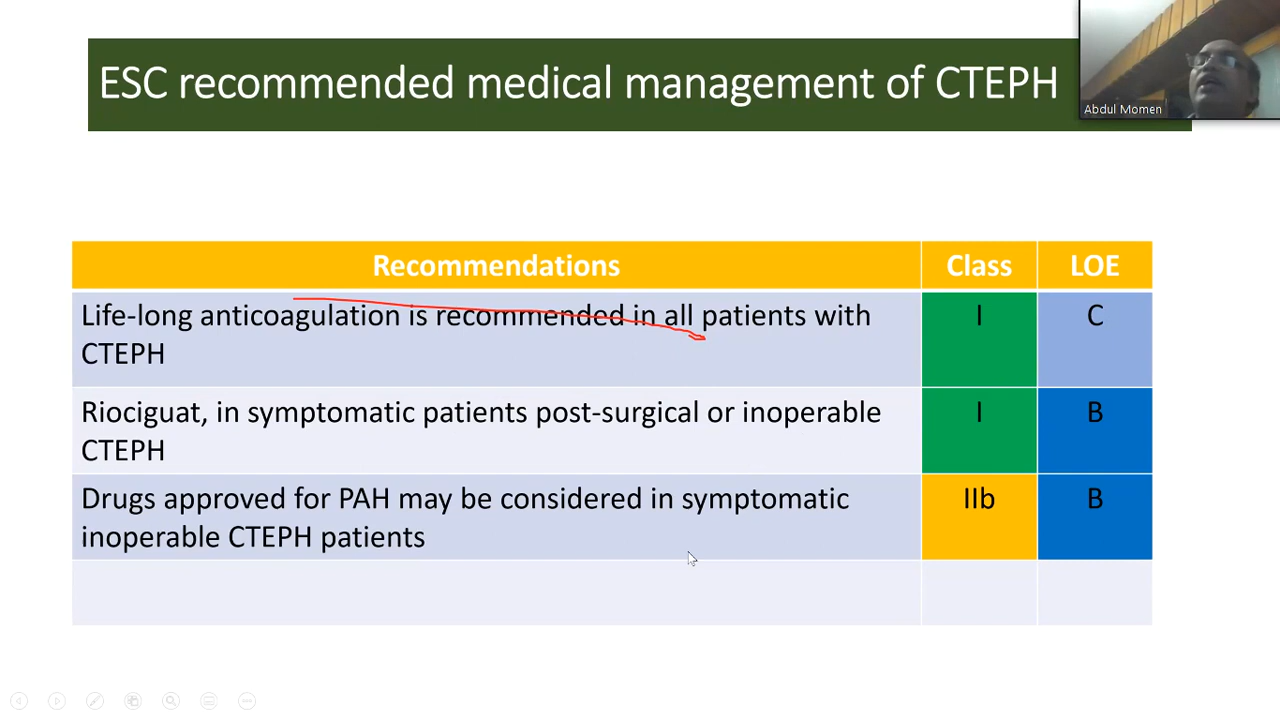 ESC recommended medical management of CTEPH
Abdul Momen
Recommendations Class LOE
Life-long anticoagulation is recommended in all patients with I C
CTEPH
Riociguat, in symptomatic patients post-surgical or inoperable I B
CTEPH
Drugs approved for PAH may be considered in symptomatic IIb B
inoperable CTEPH patients